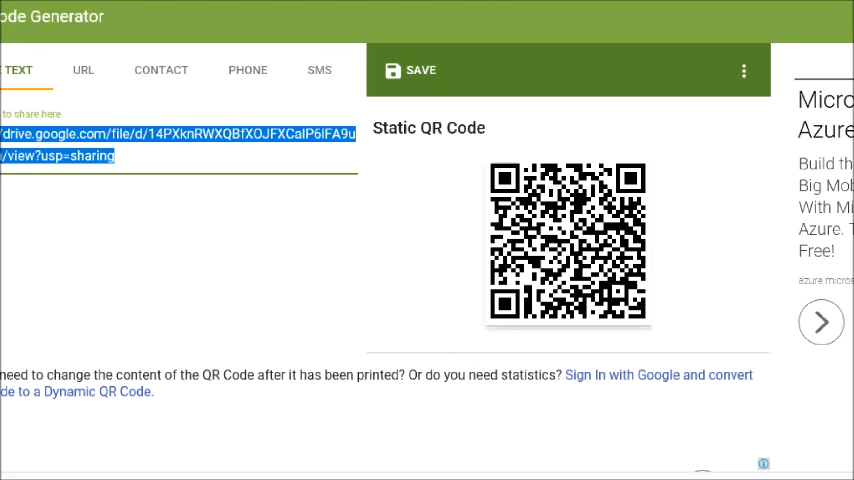 ode Generator
TEXT URL CONTACT PHONE SMS
SAVE
to share here
/drive.google.com/file/d/14PXknRWXQBfXOJFXCaIP6IFA9u
/view?usp=sharing
Static QR Code
Micro
Azure
Build th
Big Mob
With Mi
Azure. T
Free!
azure.micros
need to change the content of the QR Code after it has been printed? Or do you need statistics? Sign In with Google and convert
de to a Dynamic QR Code.